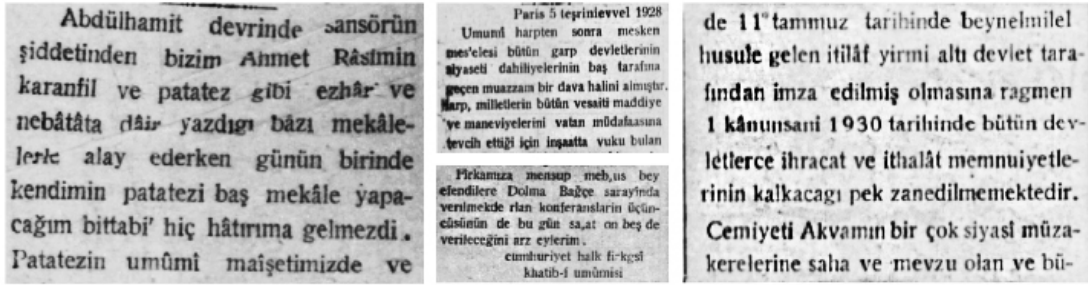 Abdülhamit devrinde sansörün
şiddetinden bizim Ahmet Râsimin
karanfil ve patatez gibi ezhâr ve
nebâtâta dâir yazdıgı bâzı mekâle-
lerle alay ederken günün birinde
kendimin patatezi baş mekâle yapa-
cağım bittabi' hiç hâtırıma gelmezdi.
Patatezin umûmî maişetimizde ve
Paris 5 teşrinievvel 1928
Umumî harpten sonra mesken
mes'elesi bütün garp devletlerinin
siyaseti dahiliyelerinin baş tarafına
geçen muazzam bir dava halini almıştır.
Harp, milletlerin bütün vesaiti maddiye
ve maneviyelerini vatan müdafaasına
tevcih ettiği için inşaatta vuku bulan
Fırkamıza mensup meb,us bey
efendilere Dolma Bağçe sarayında
verilmekde olan konferansların üçün-
cüsünün de bu gün sa,at on beş de
verileceğini arz eylerim.
cumhuriyet halk fırkası
khatib-i umûmisi
de 11 tammuz tarihinde beynelmilel
husule gelen itilâf yirmi altı devlet tara-
fından imza edilmiş olmasına ragmen
1 kânunsani 1930 tarihinde bütün dev-
letlerce ihracat ve ithalât memnuiyetle-
rinin kalkacagı pek zanedilmemektedir.
Cemiyeti Akvamın bir çok siyasî müza-
kerelerine saha ve mevzu olan ve bü-